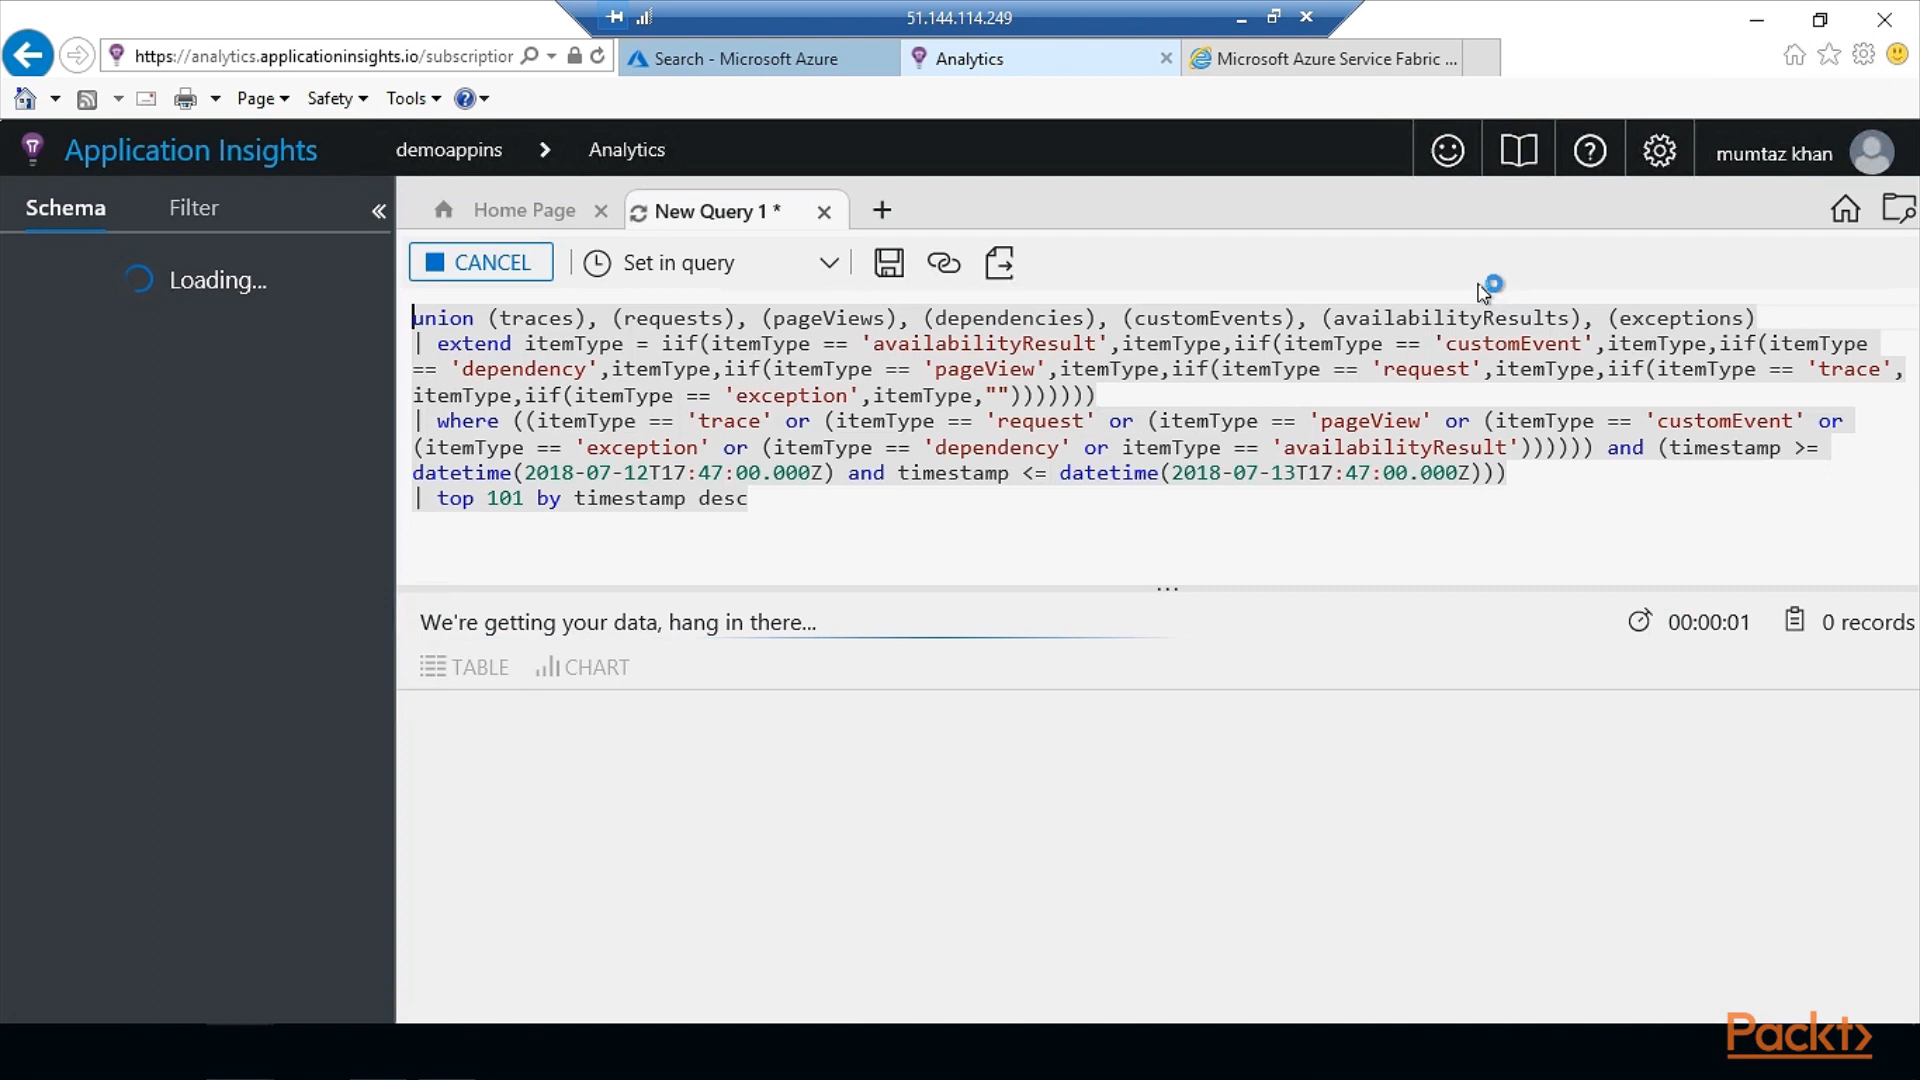 51.144.114.249
https://analytics.applicationinsights.io/subscription
Search - Microsoft Azure
Analytics
Microsoft Azure Service Fabric ...
Page
Safety
Tools
Application Insights
demoappins
Analytics
mumtaz khan
Schema
Filter
Home Page
New Query 1 *
CANCEL
Set in query
Loading...
union (traces), (requests), (pageViews), (dependencies), (customEvents), (availabilityResults), (exceptions)
| extend itemType = iif(itemType == 'availabilityResult',itemType,iif(itemType == 'customEvent',itemType,iif(itemType
== 'dependency',itemType,iif(itemType == 'pageView',itemType,iif(itemType == 'request',itemType,iif(itemType == 'trace',
itemType,iif(itemType == 'exception',itemType,"")))))))
| where ((itemType == 'trace' or (itemType == 'request' or (itemType == 'pageView' or (itemType == 'customEvent' or
(itemType == 'exception' or (itemType == 'dependency' or itemType == 'availabilityResult')))))) and (timestamp >=
datetime(2018-07-12T17:47:00.000Z) and timestamp <= datetime(2018-07-13T17:47:00.000Z)))
| top 101 by timestamp desc
We're getting your data, hang in there...
00:00:01
0 records
TABLE
CHART
Packt>